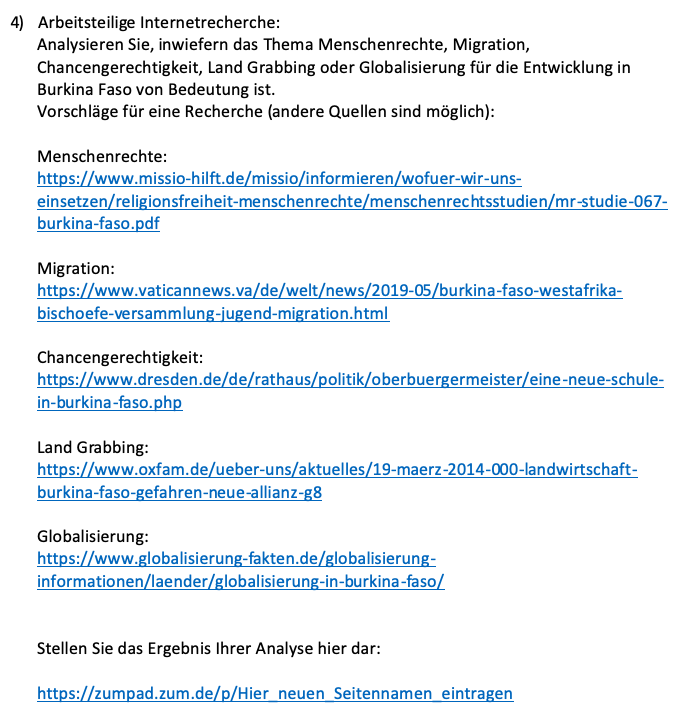 4) Arbeitsteilige Internetrecherche:
Analysieren Sie, inwiefern das Thema Menschenrechte, Migration,
Chancengerechtigkeit, Land Grabbing oder Globalisierung für die Entwicklung in
Burkina Faso von Bedeutung ist.
Vorschläge für eine Recherche (andere Quellen sind möglich):
Menschenrechte:
https://www.missio-hilft.de/missio/informieren/wofuer-wir-uns-
einsetzen/religionsfreiheit-menschenrechte/menschenrechtsstudien/mr-studie-067-
burkina-faso.pdf
Migration:
https://www.vaticannews.va/de/welt/news/2019-05/burkina-faso-westafrika-
bischoefe-versammlung-jugend-migration.html
Chancengerechtigkeit:
https://www.dresden.de/de/rathaus/politik/oberbuergermeister/eine-neue-schule-
in-burkina-faso.php
Land Grabbing:
https://www.oxfam.de/ueber-uns/aktuelles/19-maerz-2014-000-landwirtschaft-
burkina-faso-gefahren-neue-allianz-g8
Globalisierung:
https://www.globalisierung-fakten.de/globalisierung-
informationen/laender/globalisierung-in-burkina-faso/
Stellen Sie das Ergebnis Ihrer Analyse hier dar:
https://zumpad.zum.de/p/Hier_neuen_Seitennamen_eintragen